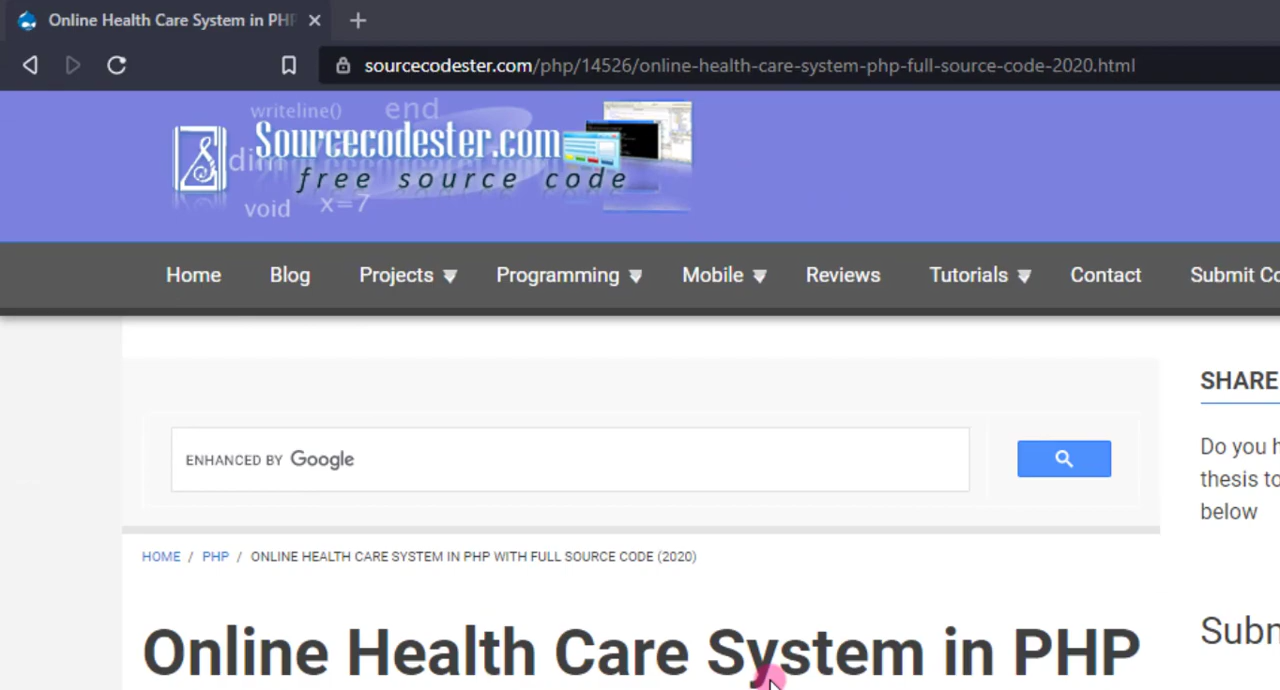 Online Health Care System in PHP
sourcecodester.com/php/14526/online-health-care-system-php-full-source-code-2020.html
writeline() end
Sourcecodester.com
dim
free source code
void x=7
Home Blog Projects Programming Mobile Reviews Tutorials Contact Submit Co
SHARE
ENHANCED BY Google
Do you h
thesis to
below
HOME / PHP / ONLINE HEALTH CARE SYSTEM IN PHP WITH FULL SOURCE CODE (2020)
Online Health Care System in PHP
Subm